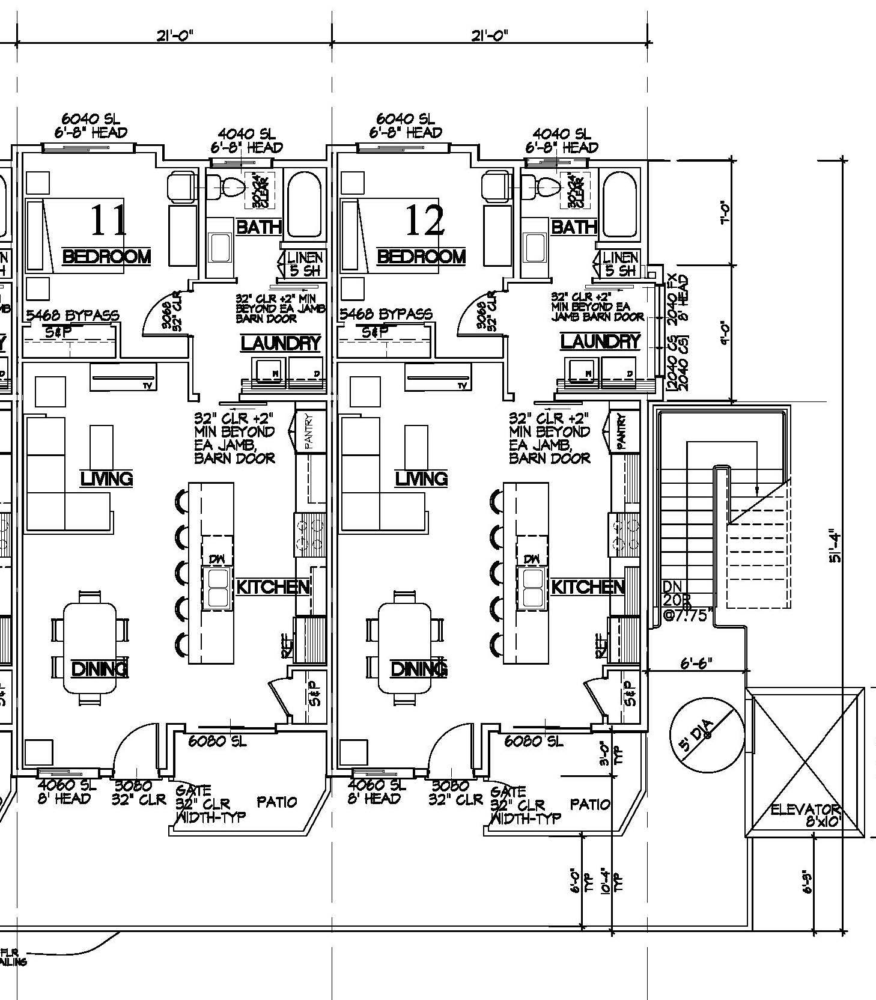 21'-0"
21'-0"
6040 SL
6'-8" HEAD
4040 SL
6'-8" HEAD
6040 SL
6'-8" HEAD
4040 SL
6'-8" HEAD
30"X24"
CLEAR
30"X24"
CLEAR
7'-0"
11
BEDROOM
BATH
12
BEDROOM
BATH
LINEN
5 SH
LINEN
5 SH
5468 BYPASS
S&P
3068
32" CLR
32" CLR +2" MIN
BEYOND EA JAMB
BARN DOOR
5468 BYPASS
S&P
3068
32" CLR
32" CLR +2"
MIN BEYOND EA
JAMB BARN DOOR
2040 FX
8' HEAD
2040 CS
2040 CS
9'-0"
LAUNDRY
LAUNDRY
W
D
W
D
D
TV
TV
32" CLR +2"
MIN BEYOND
EA JAMB,
BARN DOOR
PANTRY
32" CLR +2"
MIN BEYOND
EA JAMB,
BARN DOOR
PANTRY
LIVING
LIVING
51'-4"
DW
DW
KITCHEN
KITCHEN
DN
20R
@7.75"
REF
REF
DINING
DINING
6'-6"
S&P
S&P
S&P
5' DIA
6080 SL
6080 SL
3'-0"
TYP
4060 SL
8' HEAD
3080
32" CLR
GATE
32" CLR
WIDTH-TYP
PATIO
4060 SL
8' HEAD
3080
32" CLR
GATE
32" CLR
WIDTH-TYP
PATIO
ELEVATOR
8'x10'
6'-0"
TYP
10'-4"
TYP
FLR